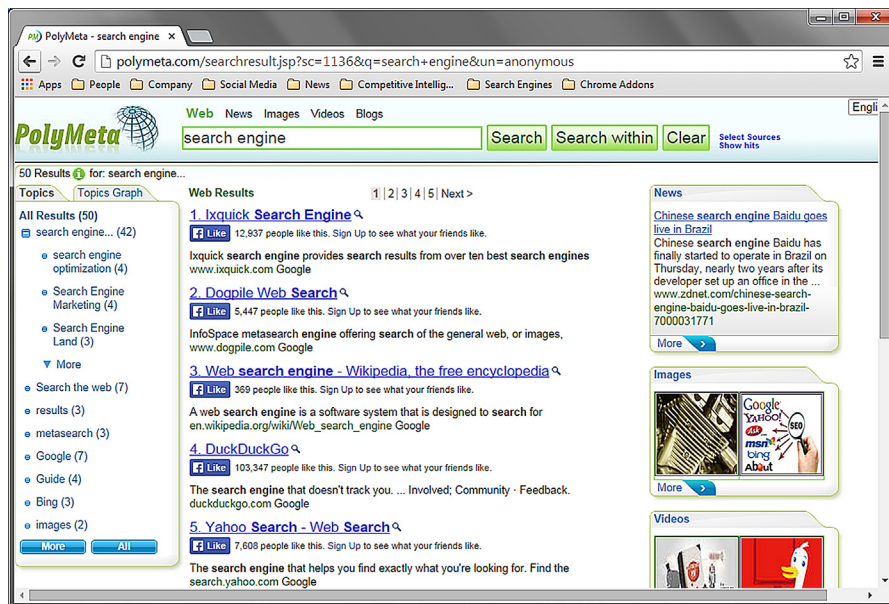 PolyMeta - search engine
polymeta.com/searchresult.jsp?sc=1136&q=search+engine&un=anonymous
Apps People Company Social Media News Competitive Intellig... Search Engines Chrome Addons
PolyMeta
Web News Images Videos Blogs
Engli
search engine Search Search within Clear
Select Sources
Show hits
50 Results for: search engine...
Topics Topics Graph
All Results (50)
search engine... (42)
search engine
optimization (4)
Search Engine
Marketing (4)
Search Engine
Land (3)
More
Search the web (7)
results (3)
metasearch (3)
Google (7)
Guide (4)
Bing (3)
images (2)
More All
Web Results 1 | 2 | 3 | 4 | 5 | Next >
1. Ixquick Search Engine
Like 12,937 people like this. Sign Up to see what your friends like.
Ixquick search engine provides search results from over ten best search engines
www.ixquick.com Google
2. Dogpile Web Search
Like 5,447 people like this. Sign Up to see what your friends like.
InfoSpace metasearch engine offering search of the general web, or images,
www.dogpile.com Google
3. Web search engine - Wikipedia, the free encyclopedia
Like 369 people like this. Sign Up to see what your friends like.
A web search engine is a software system that is designed to search for
en.wikipedia.org/wiki/Web_search_engine Google
4. DuckDuckGo
Like 103,347 people like this. Sign Up to see what your friends like.
The search engine that doesn't track you. ... Involved; Community · Feedback.
duckduckgo.com Google
5. Yahoo Search - Web Search
Like 7,608 people like this. Sign Up to see what your friends like.
The search engine that helps you find exactly what you're looking for. Find the
search.yahoo.com Google
News
Chinese search engine Baidu goes
live in Brazil
Chinese search engine Baidu has
finally started to operate in Brazil on
Thursday, nearly two years after its
developer set up an office in the ...
www.zdnet.com/chinese-search-
engine-baidu-goes-live-in-brazil-
7000031771
More
Images
Google
YAHOO!
Ask
msn
bing
About
SEO
More
Videos